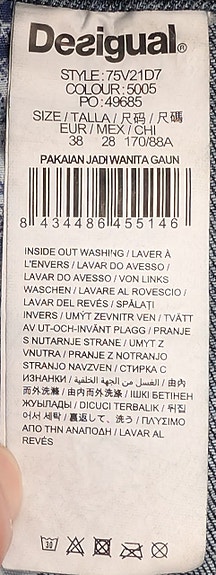 Desigual®
STYLE : 75V21D7
COLOUR : 5005
PO : 49685
SIZE / TALLA / 尺码 / 尺碼
EUR / MEX / CHI
38 28 170/88A
PAKAIAN JADI WANITA GAUN
8 434486 455146
INSIDE OUT WASHING / LAVER À
L'ENVERS / LAVAR DO AVESSO /
LAVAR DO AVESSO / VON LINKS
WASCHEN / LAVARE AL ROVESCIO /
LAVAR DEL REVÉS / SPĂLAȚI
INVERS / UMÝT ZEVNITR VEN / TVÄTT
AV UT-OCH-INVÄNT PLAGG / PRANJE
S NUTARNJE STRANE / UMYT Z
VNUTRA / PRANJE Z NOTRANJO
STRANJO NAVZVEN / СТИРКА С
ИЗНАНКИ / الغسل من الجهة الخلفية / 由內
而外洗滌 / 由内而外洗涤 / ІШКІ БЕТІНЕН
ЖУЫЛАДЫ / DICUCI TERBALIK / 뒤집
어서 세탁 / 裏返して、洗う / ΠΛΥΣΙΜΟ
ΑΠΟ ΤΗΝ ΑΝΑΠΟΔΗ / LAVAR AL
REVÉS